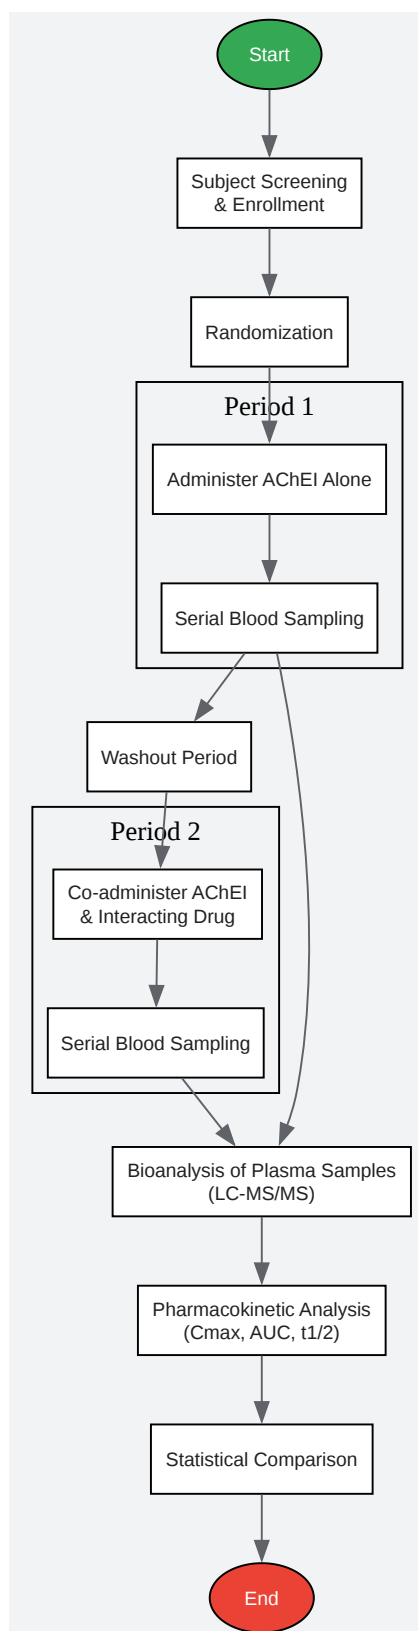 Start
Subject Screening
& Enrollment
Randomization
Period 1
Administer AChEI Alone
Serial Blood Sampling
Washout Period
Period 2
Co-administer AChEI
& Interacting Drug
Serial Blood Sampling
Bioanalysis of Plasma Samples
(LC-MS/MS)
Pharmacokinetic Analysis
(Cmax, AUC, t1/2)
Statistical Comparison
End